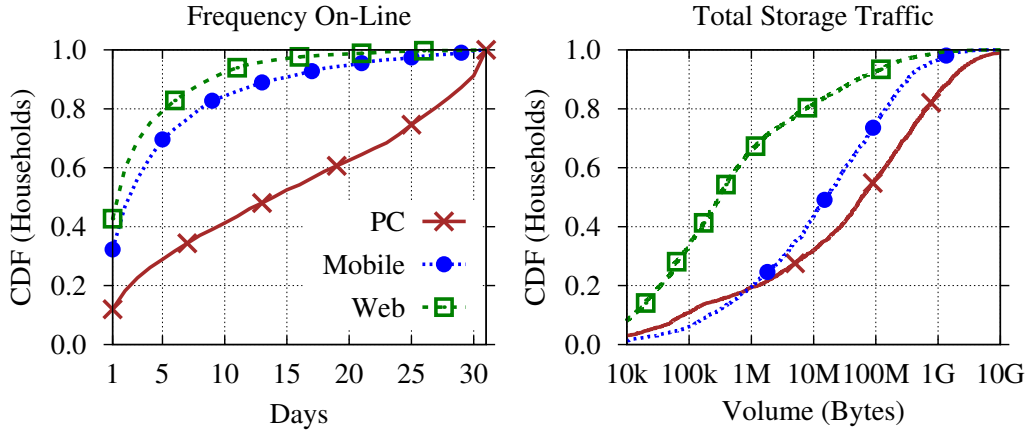 Frequency On-Line
CDF (Households)
1.0
0.8
0.6
0.4
0.2
0.0
PC
Mobile
Web
1 5 10 15 20 25 30
Days
Total Storage Traffic
CDF (Households)
1.0
0.8
0.6
0.4
0.2
0.0
10k 100k 1M 10M 100M 1G 10G
Volume (Bytes)